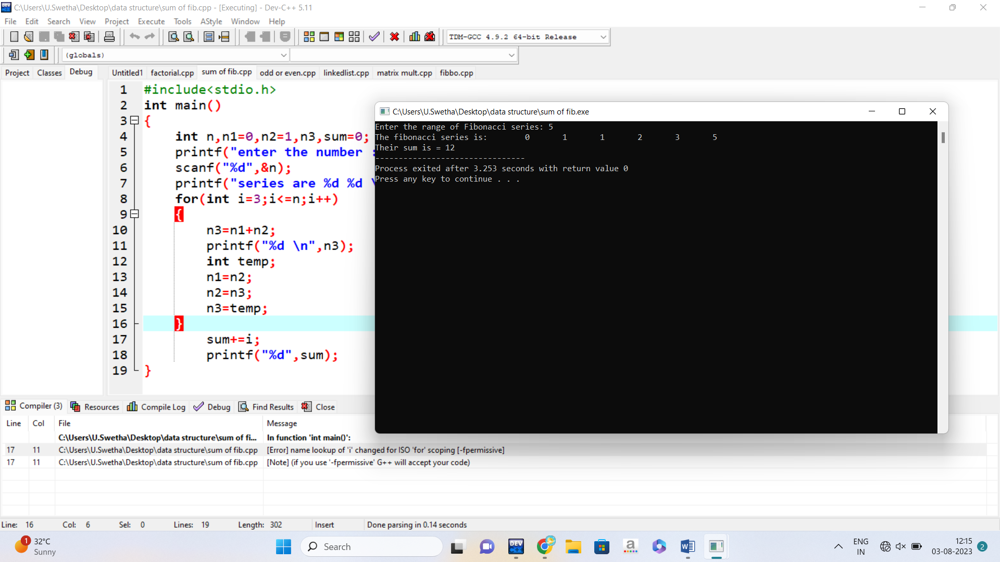 C:\Users\U.Swetha\Desktop\data structure\sum of fib.cpp - [Executing] - Dev-C++ 5.11
File Edit Search View Project Execute Tools AStyle Window Help
TDM-GCC 4.9.2 64-bit Release
(globals)
Project Classes Debug Untitled1 factorial.cpp sum of fib.cpp odd or even.cpp linkedlist.cpp matrix mult.cpp fibbo.cpp
1 #include<stdio.h>
2 int main()
3 {
4 int n,n1=0,n2=1,n3,sum=0;
5 printf("enter the number :
6 scanf("%d",&n);
7 printf("series are %d %d \
8 for(int i=3;i<=n;i++)
9 {
10 n3=n1+n2;
11 printf("%d \n",n3);
12 int temp;
13 n1=n2;
14 n2=n3;
15 n3=temp;
16 }
17 sum+=i;
18 printf("%d",sum);
19 }
C:\Users\U.Swetha\Desktop\data structure\sum of fib.exe
Enter the range of Fibonacci series: 5
The fibonacci series is: 0 1 1 2 3 5
Their sum is = 12
--------------------------------
Process exited after 3.253 seconds with return value 0
Press any key to continue . . .
Compiler (3) Resources Compile Log Debug Find Results Close
Line Col File Message
C:\Users\U.Swetha\Desktop\data structure\sum of fi... In function 'int main()':
17 11 C:\Users\U.Swetha\Desktop\data structure\sum of fib.cpp [Error] name lookup of 'i' changed for ISO 'for' scoping [-fpermissive]
17 11 C:\Users\U.Swetha\Desktop\data structure\sum of fib.cpp [Note] (if you use '-fpermissive' G++ will accept your code)
Line: 16 Col: 6 Sel: 0 Lines: 19 Length: 302 Insert Done parsing in 0.14 seconds
1
32°C
Sunny
Search
DEV
C++
a
W
ENG
IN
12:15
03-08-2023
2